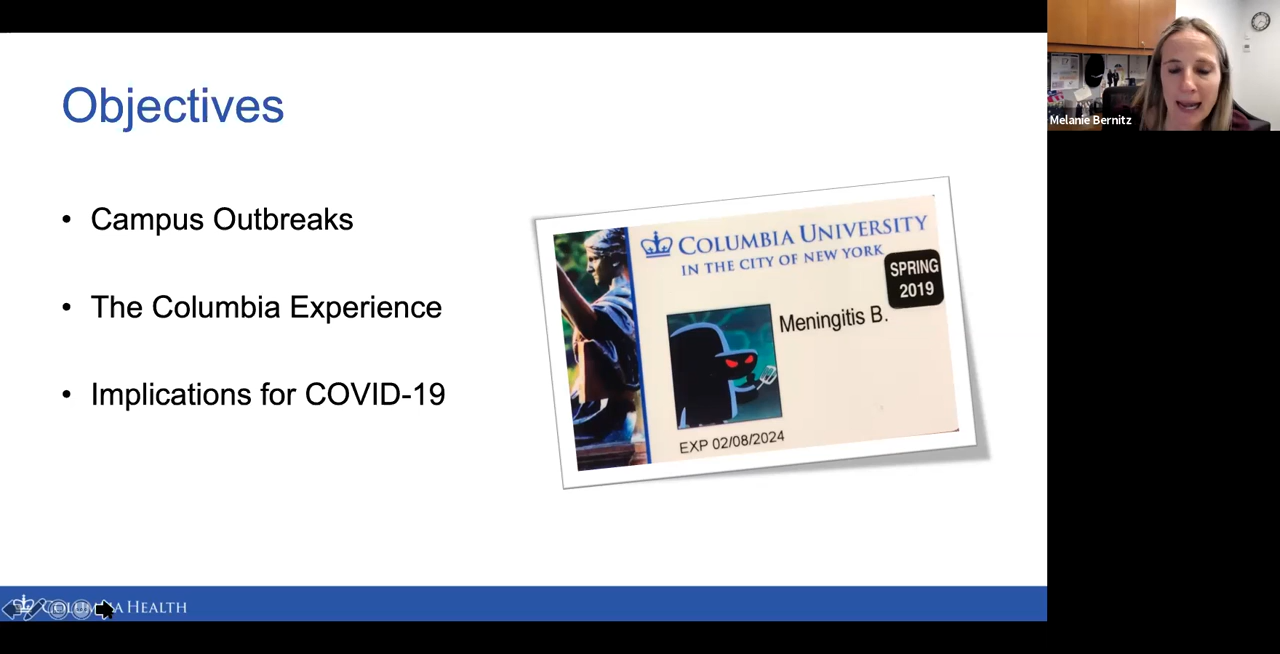 Objectives
• Campus Outbreaks
• The Columbia Experience
• Implications for COVID-19
COLUMBIA UNIVERSITY
IN THE CITY OF NEW YORK
SPRING
2019
Meningitis B.
EXP 02/08/2024
COLUMBIA HEALTH
Melanie Bernitz